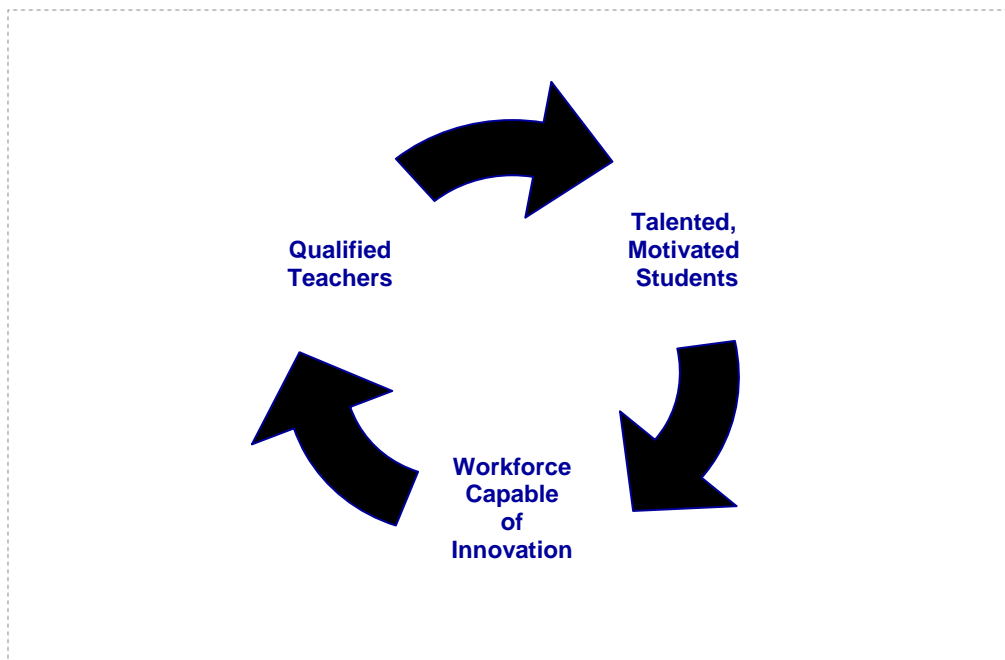 Qualified
Teachers
Talented,
Motivated
Students
Workforce
Capable
of
Innovation